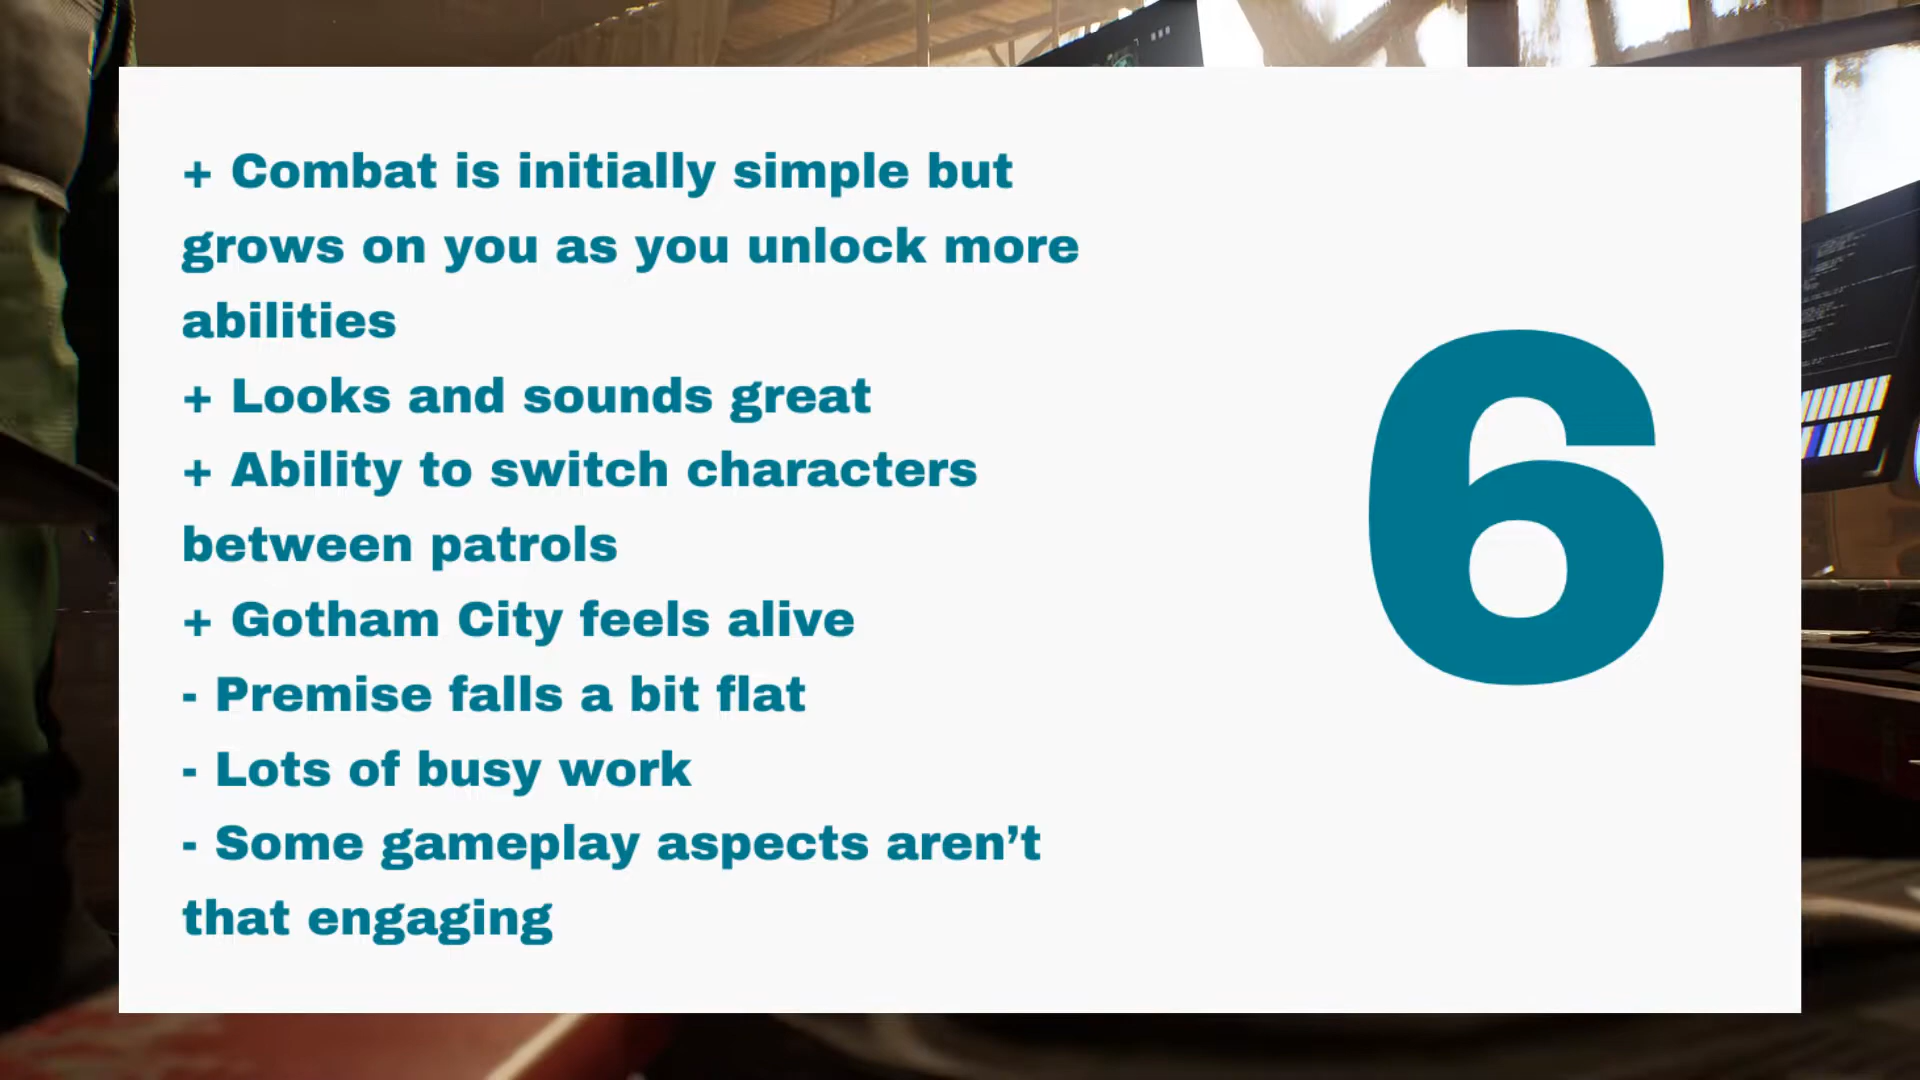 + Combat is initially simple but
grows on you as you unlock more
abilities
+ Looks and sounds great
+ Ability to switch characters
between patrols
+ Gotham City feels alive
- Premise falls a bit flat
- Lots of busy work
- Some gameplay aspects aren’t
that engaging
6